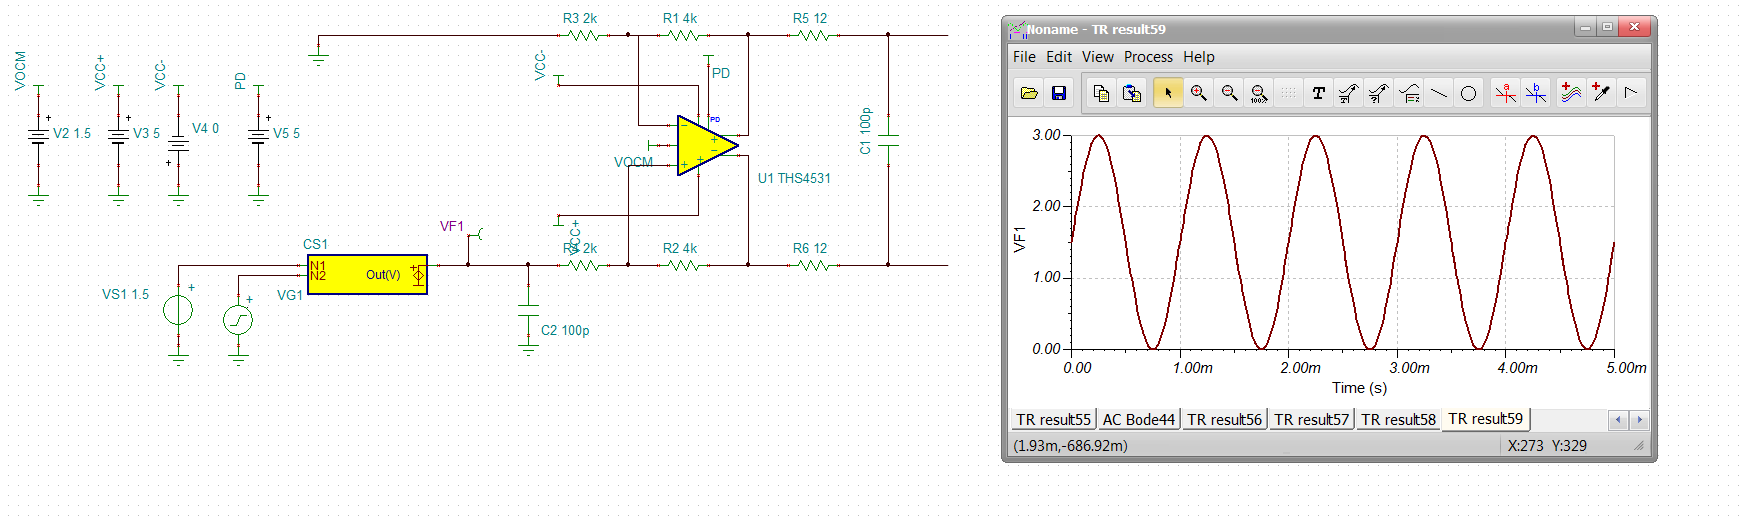 R3 2k
R1 4k
R5 12
VOCM
VCC+
VCC-
PD
VCC-
PD
PD
V2 1.5
V3 5
V4 0
V5 5
C1 100p
VOCM
U1 THS4531
VF1
VCC+
R4 2k
R2 4k
R6 12
CS1
N1
N2
Out(V)
VS1 1.5
VG1
C2 100p
Noname - TR result59
File Edit View Process Help
100%
T
a
b
3.00
2.00
1.00
0.00
VF1
0.00 1.00m 2.00m 3.00m 4.00m 5.00m
Time (s)
TR result55 AC Bode44 TR result56 TR result57 TR result58 TR result59
(1.93m,-686.92m) X:273 Y:329